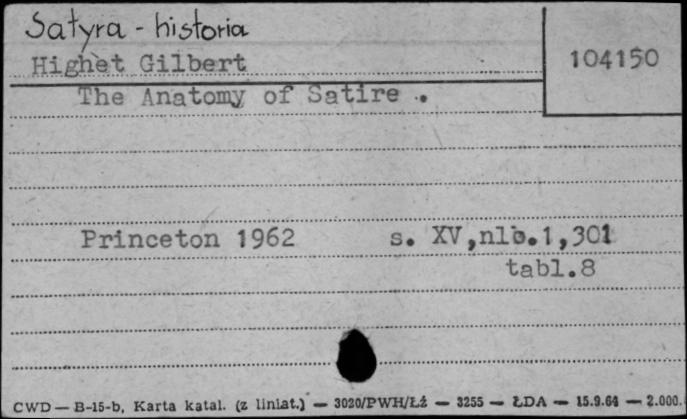 Satyra - historia
Highet Gilbert
104150
The Anatomy of Satire .
Princeton 1962 s. XV,nlb.1,301
tabl.8
CWD — B-15-b, Karta katal. (z liniat.) — 3020/PWH/Łź — 3255 — ŁDA — 15.9.64 — 2.000.